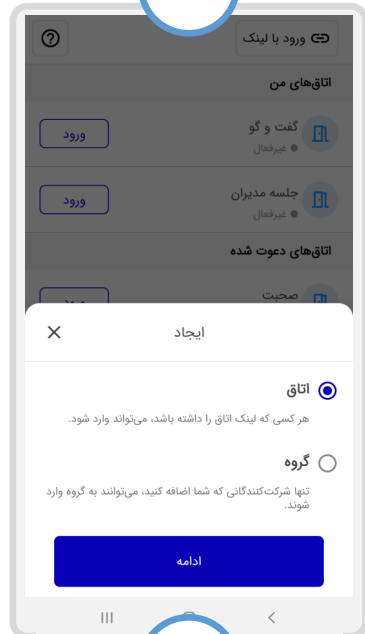 ورود با لینک
اتاق‌های من
گفت و گو
غیرفعال
ورود
جلسه مدیران
غیرفعال
ورود
اتاق‌های دعوت شده
صحبت
ورود
ایجاد
اتاق
هر کسی که لینک اتاق را داشته باشد، می‌تواند وارد شود.
گروه
تنها شرکت‌کنندگانی که شما اضافه کنید، می‌توانند به گروه وارد
شوند.
ادامه